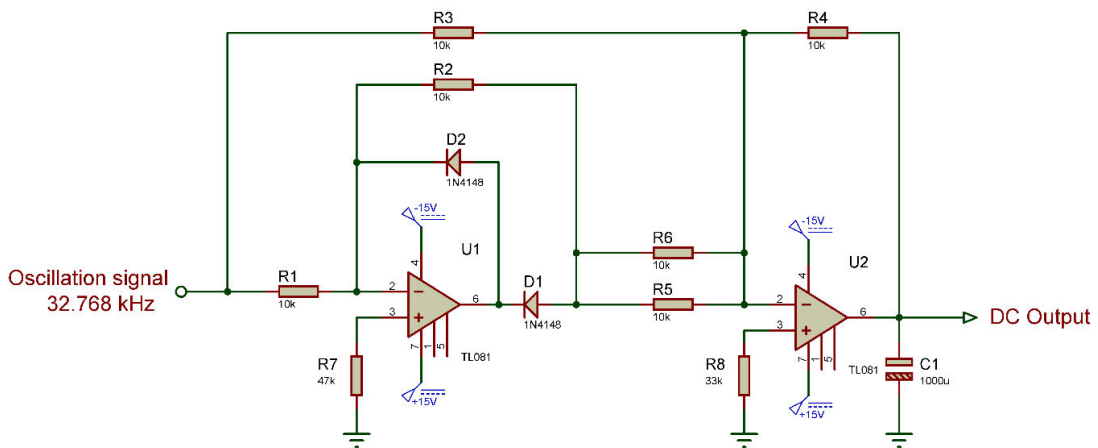 R3
10k
R4
10k
R2
10k
D2
1N4148
-15V
U1
4
Oscillation signal
32.768 kHz
R1
10k
2
3
6
7
1
5
TL081
+15V
R7
47k
D1
1N4148
R6
10k
R5
10k
-15V
U2
4
2
3
6
7
1
5
TL081
+15V
R8
33k
DC Output
C1
1000u